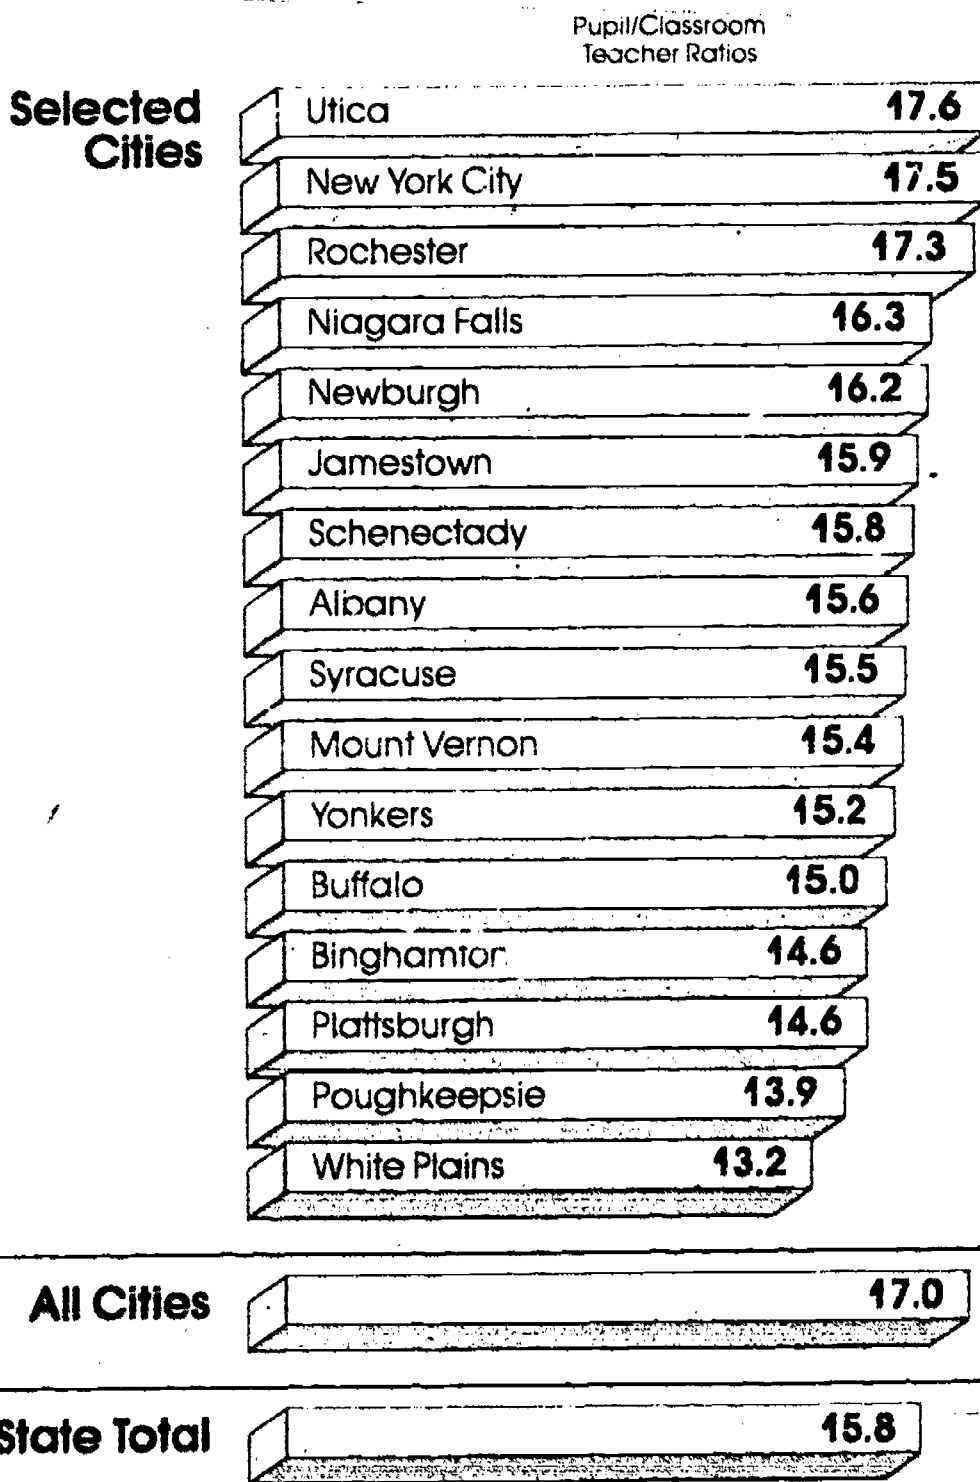 Pupil/Classroom
Teacher Ratios
Selected
Cities
Utica 17.6
New York City 17.5
Rochester 17.3
Niagara Falls 16.3
Newburgh 16.2
Jamestown 15.9
Schenectady 15.8
Albany 15.6
Syracuse 15.5
Mount Vernon 15.4
Yonkers 15.2
Buffalo 15.0
Binghamton 14.6
Plattsburgh 14.6
Poughkeepsie 13.9
White Plains 13.2
All Cities 17.0
State Total 15.8